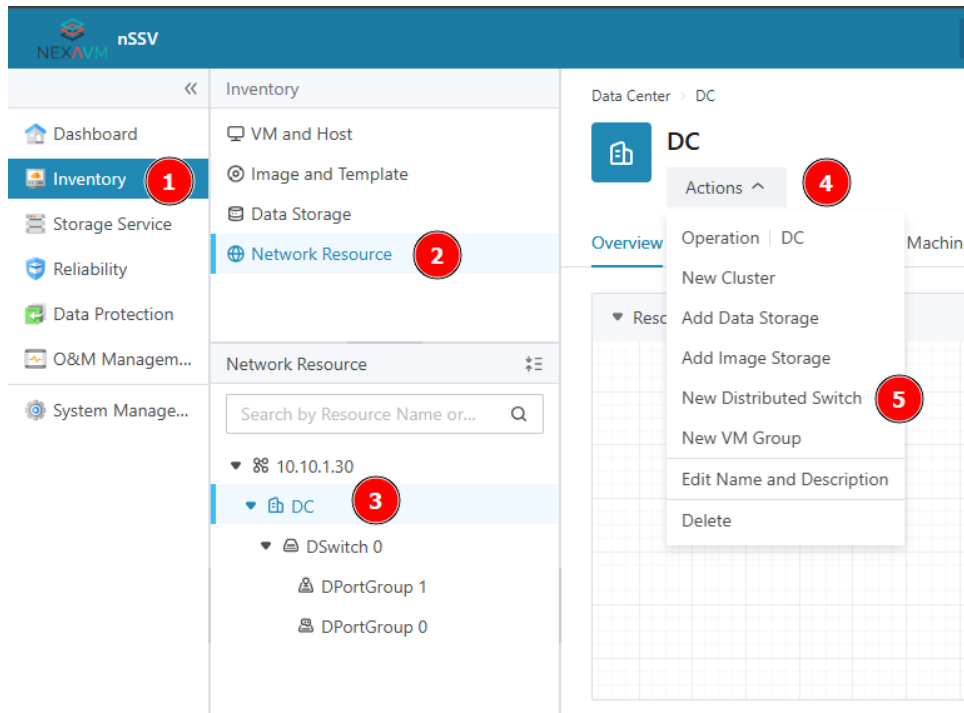 NEXAVM
nSSV
Dashboard
Inventory
1
Storage Service
Reliability
Data Protection
O&M Managem...
System Manage...
Inventory
VM and Host
Image and Template
Data Storage
Network Resource
2
Network Resource
Search by Resource Name or...
10.10.1.30
DC
3
DSwitch 0
DPortGroup 1
DPortGroup 0
Data Center > DC
DC
Actions
4
Overview
Machin
Resc
Operation | DC
New Cluster
Add Data Storage
Add Image Storage
New Distributed Switch
5
New VM Group
Edit Name and Description
Delete